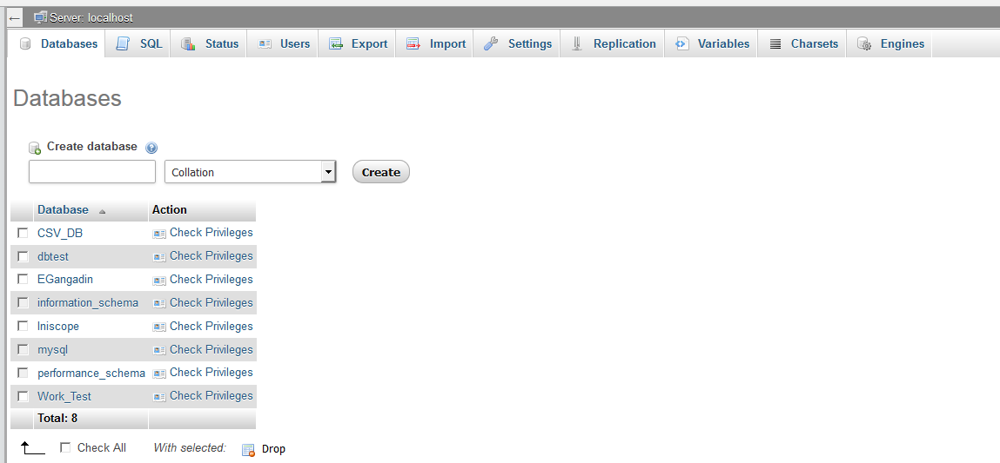 Server: localhost
Databases SQL Status Users Export Import Settings Replication Variables Charsets Engines
Databases
Create database
Collation Create
Database Action
CSV_DB Check Privileges
dbtest Check Privileges
EGangadin Check Privileges
information_schema Check Privileges
Iniscope Check Privileges
mysql Check Privileges
performance_schema Check Privileges
Work_Test Check Privileges
Total: 8
Check All With selected: Drop